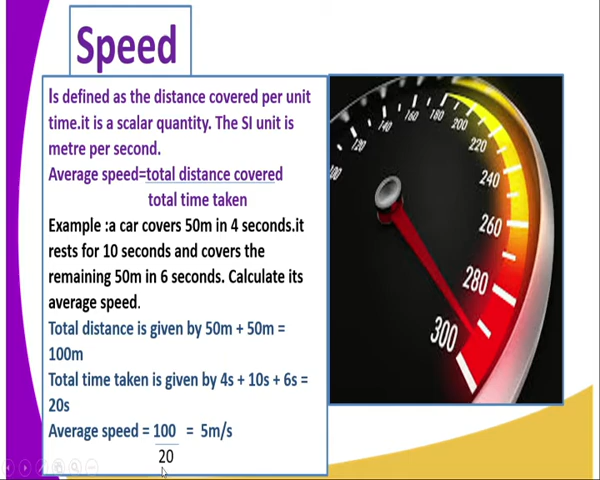 Speed
Is defined as the distance covered per unit
time.it is a scalar quantity. The SI unit is
metre per second.
Average speed=total distance covered
total time taken
Example :a car covers 50m in 4 seconds.it
rests for 10 seconds and covers the
remaining 50m in 6 seconds. Calculate its
average speed.
Total distance is given by 50m + 50m =
100m
Total time taken is given by 4s + 10s + 6s =
20s
Average speed = 100 = 5m/s
20
120
140
160
180
200
220
240
260
280
300